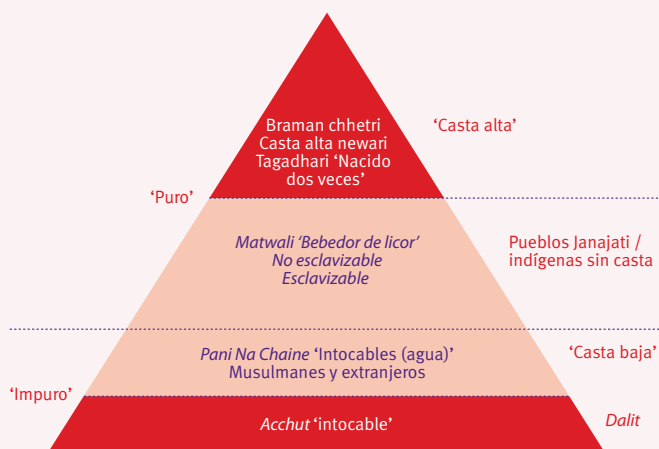 Braman chhetri
Casta alta newari
Tagadhari ‘Nacido
dos veces’
‘Casta alta’
‘Puro’
Matwali ‘Bebedor de licor’
No esclavizable
Esclavizable
Pueblos Janajati /
indígenas sin casta
Pani Na Chaine ‘Intocables (agua)’
Musulmanes y extranjeros
‘Casta baja’
‘Impuro’
Acchut ‘intocable’
Dalit